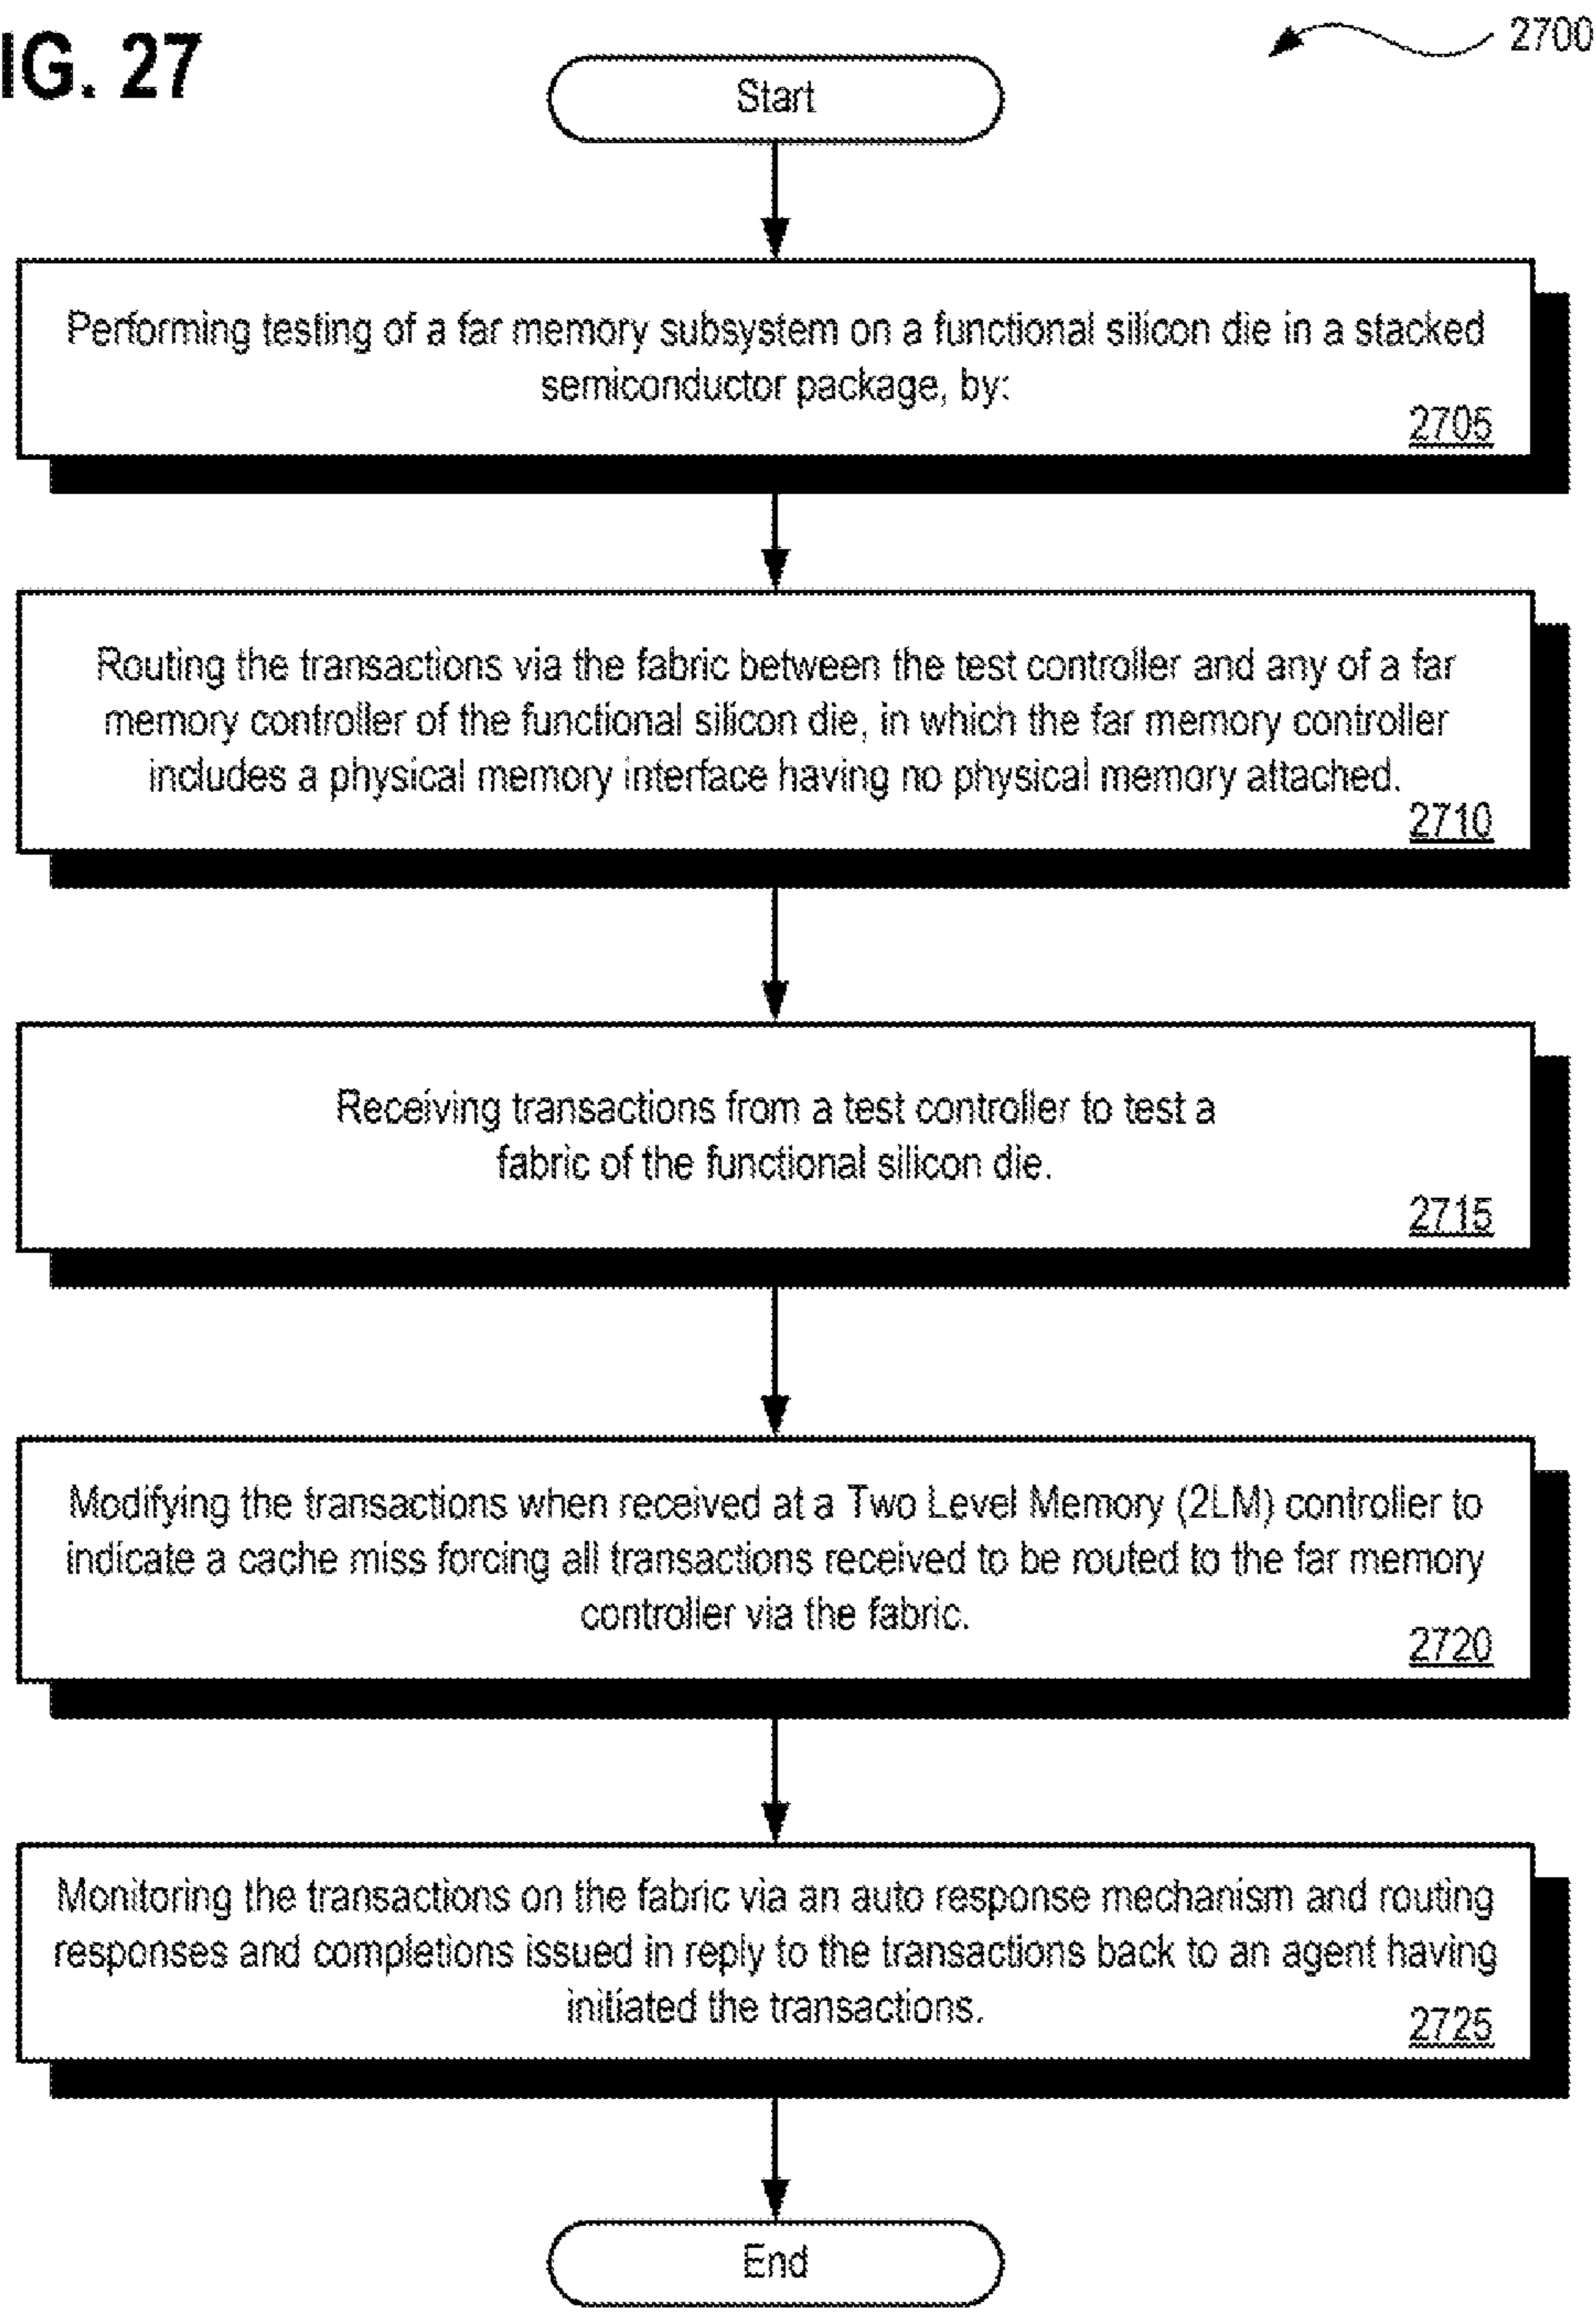 IG. 27
2700
Start
Performing testing of a far memory subsystem on a functional silicon die in a stacked
semiconductor package, by:
2705
Routing the transactions via the fabric between the test controller and any of a far
memory controller of the functional silicon die, in which the far memory controller
includes a physical memory interface having no physical memory attached.
2710
Receiving transactions from a test controller to test a
fabric of the functional silicon die.
2715
Modifying the transactions when received at a Two Level Memory (2LM) controller to
indicate a cache miss forcing all transactions received to be routed to the far memory
controller via the fabric.
2720
Monitoring the transactions on the fabric via an auto response mechanism and routing
responses and completions issued in reply to the transactions back to an agent having
initiated the transactions.
2725
End